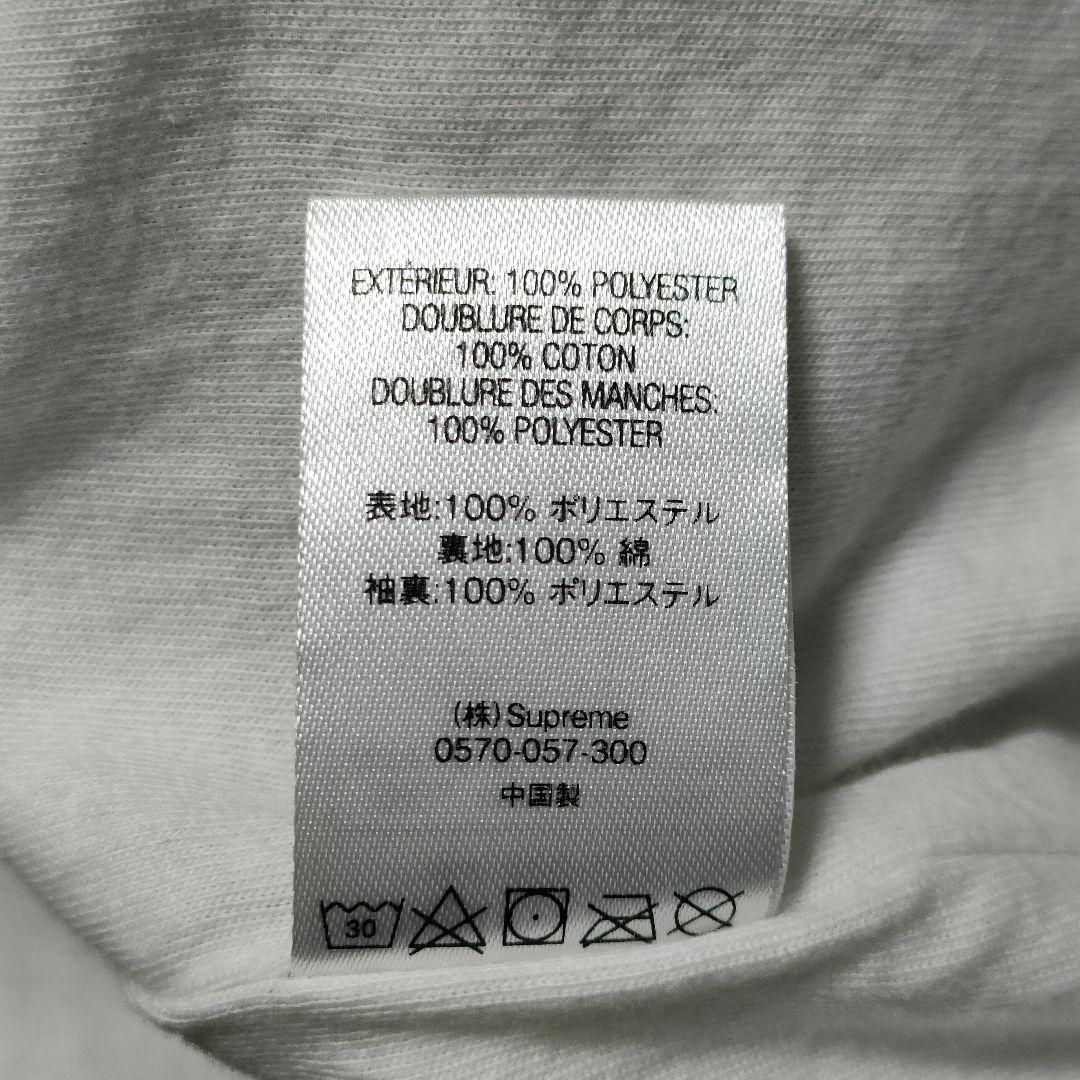 EXTÉRIEUR: 100% POLYESTER
DOUBLURE DE CORPS:
100% COTON
DOUBLURE DES MANCHES:
100% POLYESTER
表地:100% ポリエステル
裏地:100% 綿
袖裏:100% ポリエステル
(株)Supreme
0570-057-300
中国製
30